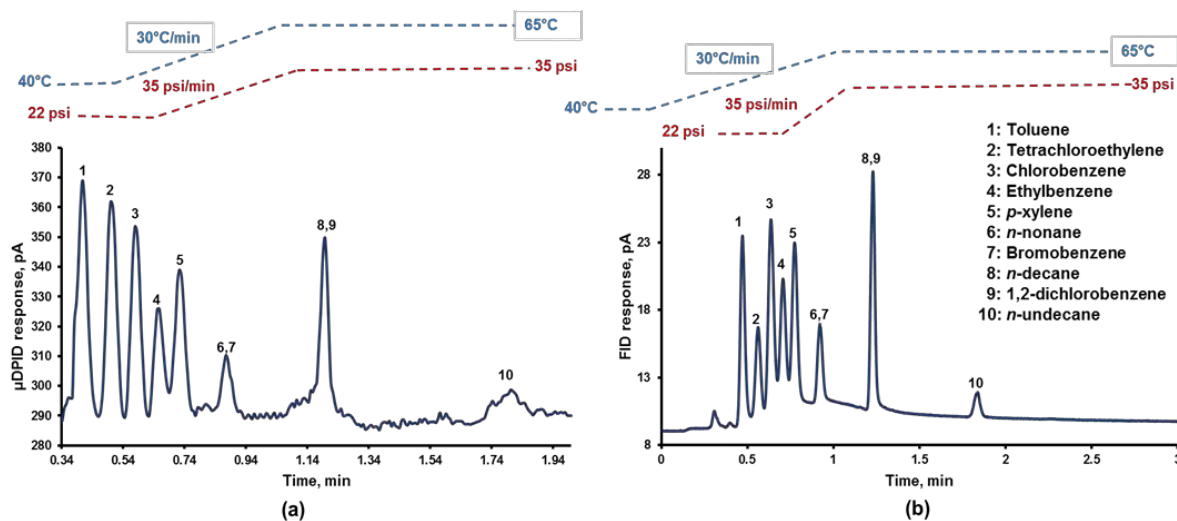 30°C/min
65°C
40°C
35 psi/min
35 psi
22 psi
380
370
360
350
340
330
320
310
300
290
280
µDPID response, pA
1
2
3
4
5
6,7
8,9
10
0.34
0.54
0.74
0.94
1.14
1.34
1.54
1.74
1.94
Time, min
(a)
30°C/min
65°C
40°C
35 psi/min
35 psi
22 psi
28
23
18
13
8
FID response, pA
1
2
3
4
5
6,7
8,9
10
1: Toluene
2: Tetrachloroethylene
3: Chlorobenzene
4: Ethylbenzene
5: p-xylene
6: n-nonane
7: Bromobenzene
8: n-decane
9: 1,2-dichlorobenzene
10: n-undecane
0
0.5
1
1.5
2
2.5
3
Time, min
(b)